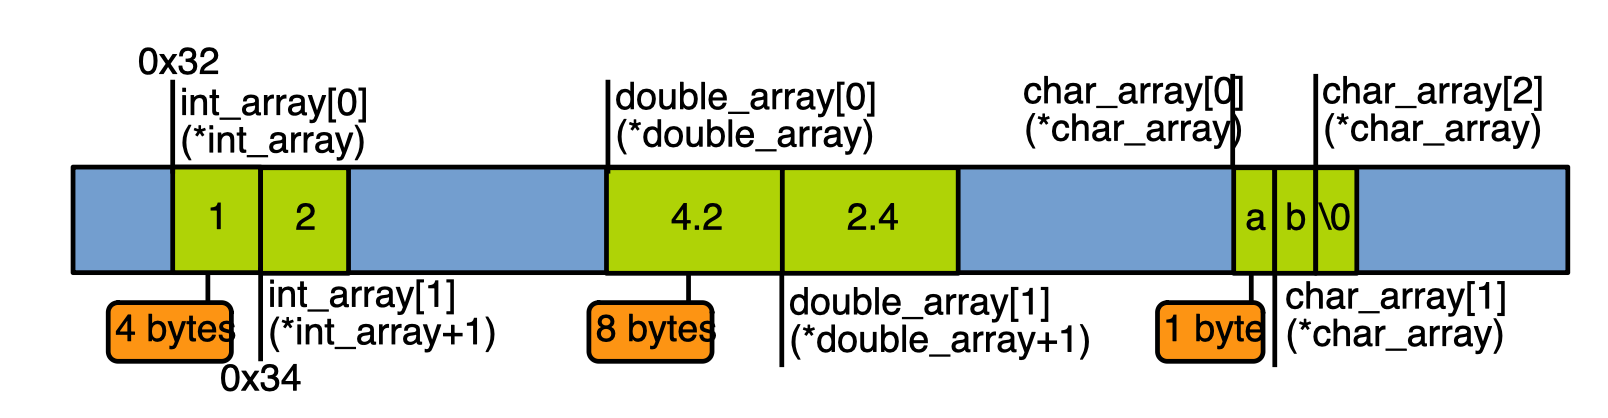 0x32
int_array[0]
(*int_array)
double_array[0]
(*double_array)
char_array[0]
(*char_array)
char_array[2]
(*char_array)
1
2
4.2
2.4
a
b
\0
4 bytes
int_array[1]
(*int_array+1)
0x34
8 bytes
double_array[1]
(*double_array+1)
1 byte
char_array[1]
(*char_array)